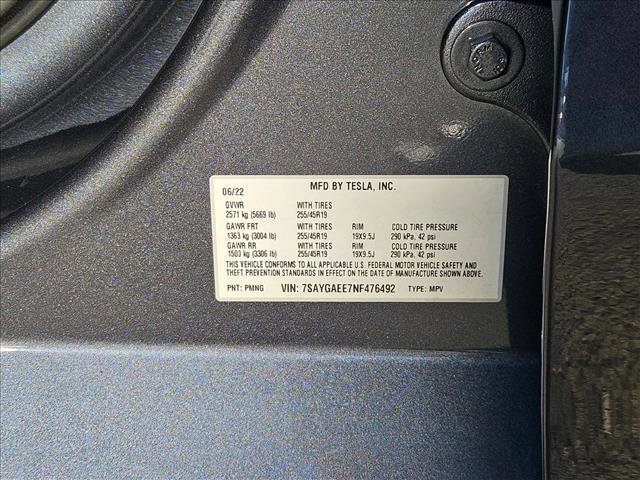 06/22 MFD BY TESLA, INC.
GVWR WITH TIRES
2571 kg (5669 lb) 255/45R19
GAWR FRT WITH TIRES RIM COLD TIRE PRESSURE
1363 kg (3004 lb) 255/45R19 19X9.5J 290 kPa, 42 psi
GAWR RR WITH TIRES RIM COLD TIRE PRESSURE
1500 kg (3306 lb) 255/45R19 19X9.5J 290 kPa, 42 psi
THIS VEHICLE CONFORMS TO ALL APPLICABLE U.S. FEDERAL MOTOR VEHICLE SAFETY AND
THEFT PREVENTION STANDARDS IN EFFECT ON THE DATE OF MANUFACTURE SHOWN ABOVE.
PNT: PMNG VIN: 7SAYGAEE7NF476492 TYPE: MPV